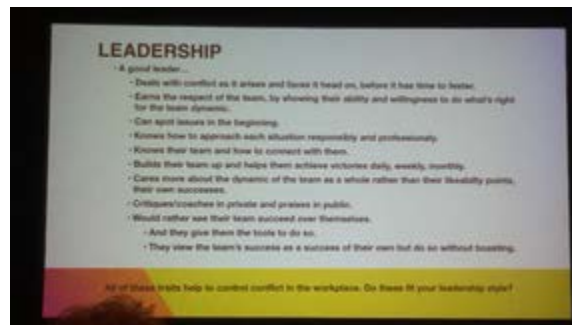 LEADERSHIP
· A good leader...
· Deals with conflict as it arises and faces it head on, before it has time to fester.
· Earns the respect of the team, by showing their ability and willingness to do what's right
for the team dynamic.
· Can spot issues in the beginning.
· Knows how to approach each situation responsibly and professionally.
· Knows their team and how to connect with them.
· Builds their team up and helps them achieve victories daily, weekly, monthly.
· Cares more about the dynamic of the team as a whole rather than their likeability points,
their own successes.
· Critiques/coaches in private and praises in public.
· Would rather see their team succeed over themselves.
· And they give them the tools to do so.
· They view the team's success as a success of their own but do so without boasting.
All of these traits help to control conflict in the workplace. Do these fit your leadership style?